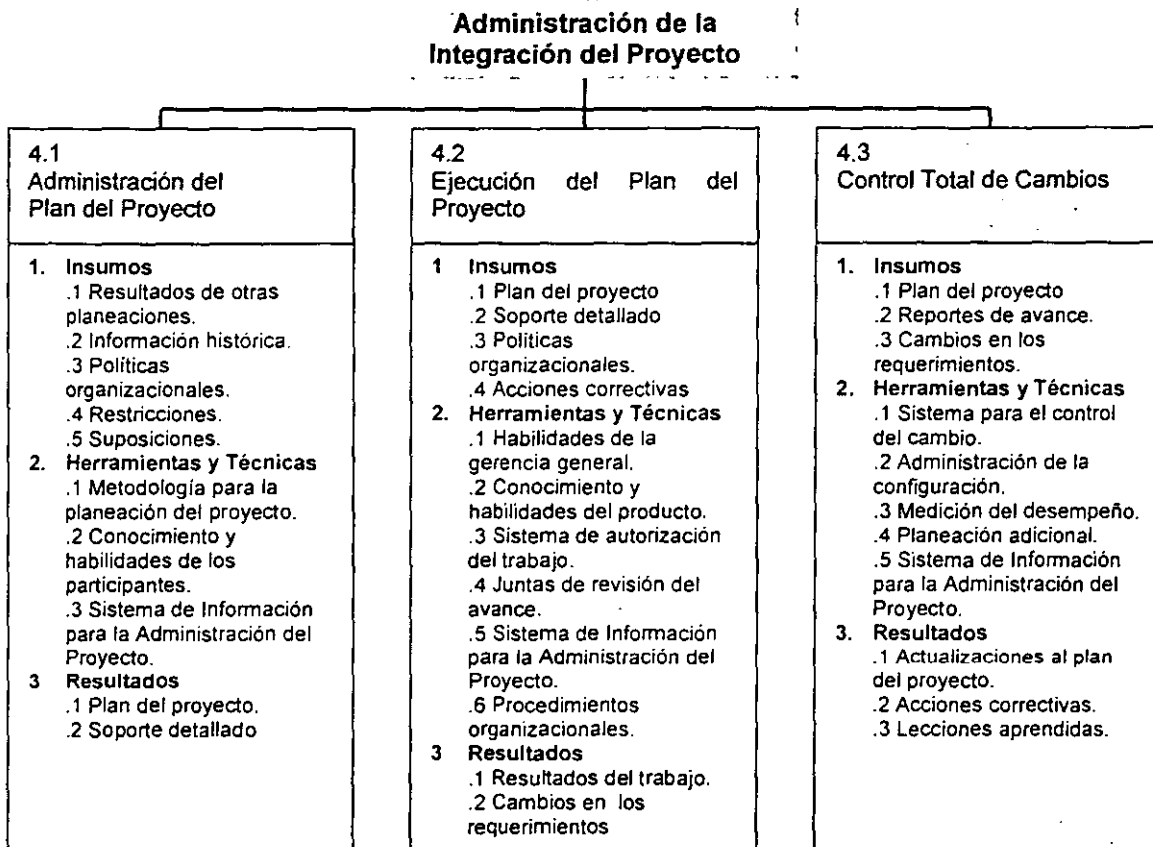 Administración de la
Integración del Proyecto
4.1
Administración del
Plan del Proyecto
1. Insumos
.1 Resultados de otras
planeaciones.
.2 Información histórica.
.3 Políticas
organizacionales.
.4 Restricciones.
.5 Suposiciones.
2. Herramientas y Técnicas
.1 Metodología para la
planeación del proyecto.
.2 Conocimiento y
habilidades de los
participantes.
.3 Sistema de Información
para la Administración del
Proyecto.
3 Resultados
.1 Plan del proyecto.
.2 Soporte detallado
4.2
Ejecución del Plan del
Proyecto
1 Insumos
.1 Plan del proyecto
.2 Soporte detallado
.3 Políticas
organizacionales.
.4 Acciones correctivas
2. Herramientas y Técnicas
.1 Habilidades de la
gerencia general.
.2 Conocimiento y
habilidades del producto.
.3 Sistema de autorización
del trabajo.
.4 Juntas de revisión del
avance.
.5 Sistema de Información
para la Administración del
Proyecto.
.6 Procedimientos
organizacionales.
3 Resultados
.1 Resultados del trabajo.
.2 Cambios en los
requerimientos
4.3
Control Total de Cambios
1. Insumos
.1 Plan del proyecto
.2 Reportes de avance.
.3 Cambios en los
requerimientos.
2. Herramientas y Técnicas
.1 Sistema para el control
del cambio.
.2 Administración de la
configuración.
.3 Medición del desempeño.
.4 Planeación adicional.
.5 Sistema de Información
para la Administración del
Proyecto.
3. Resultados
.1 Actualizaciones al plan
del proyecto.
.2 Acciones correctivas.
.3 Lecciones aprendidas.